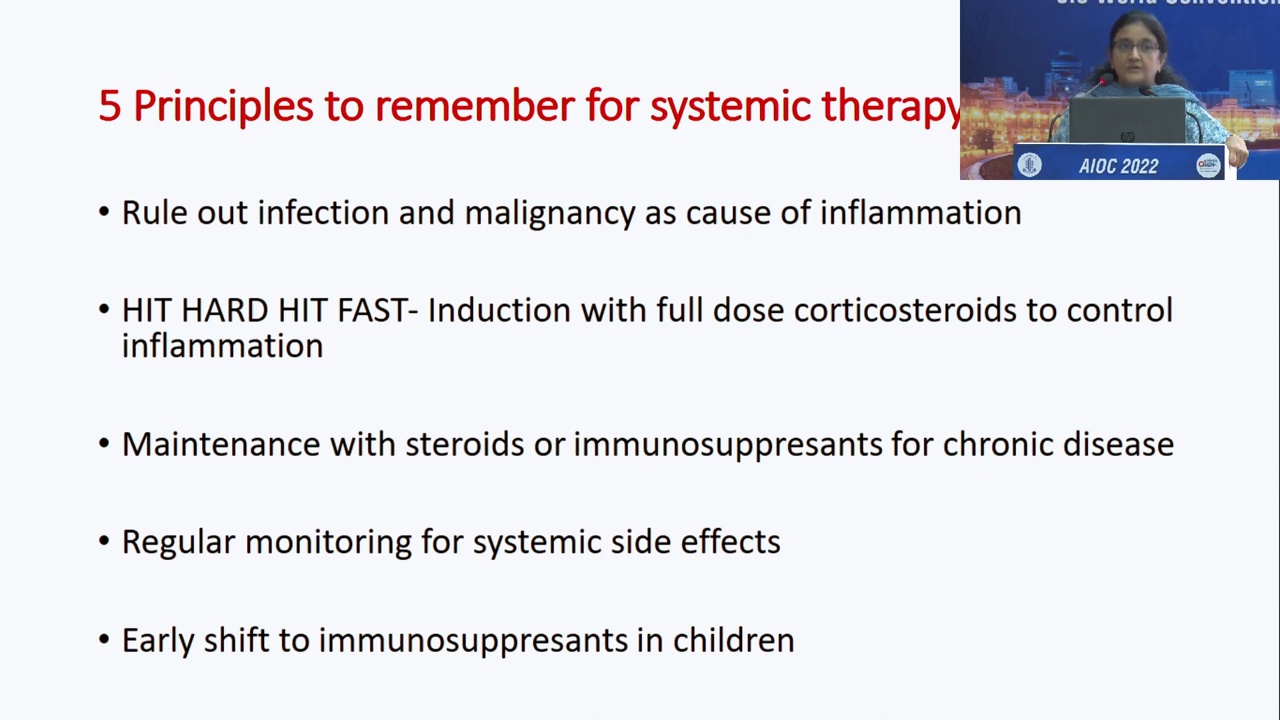 5 Principles to remember for systemic therapy
AIOC 2022
• Rule out infection and malignancy as cause of inflammation
• HIT HARD HIT FAST- Induction with full dose corticosteroids to control
inflammation
• Maintenance with steroids or immunosuppresants for chronic disease
• Regular monitoring for systemic side effects
• Early shift to immunosuppresants in children